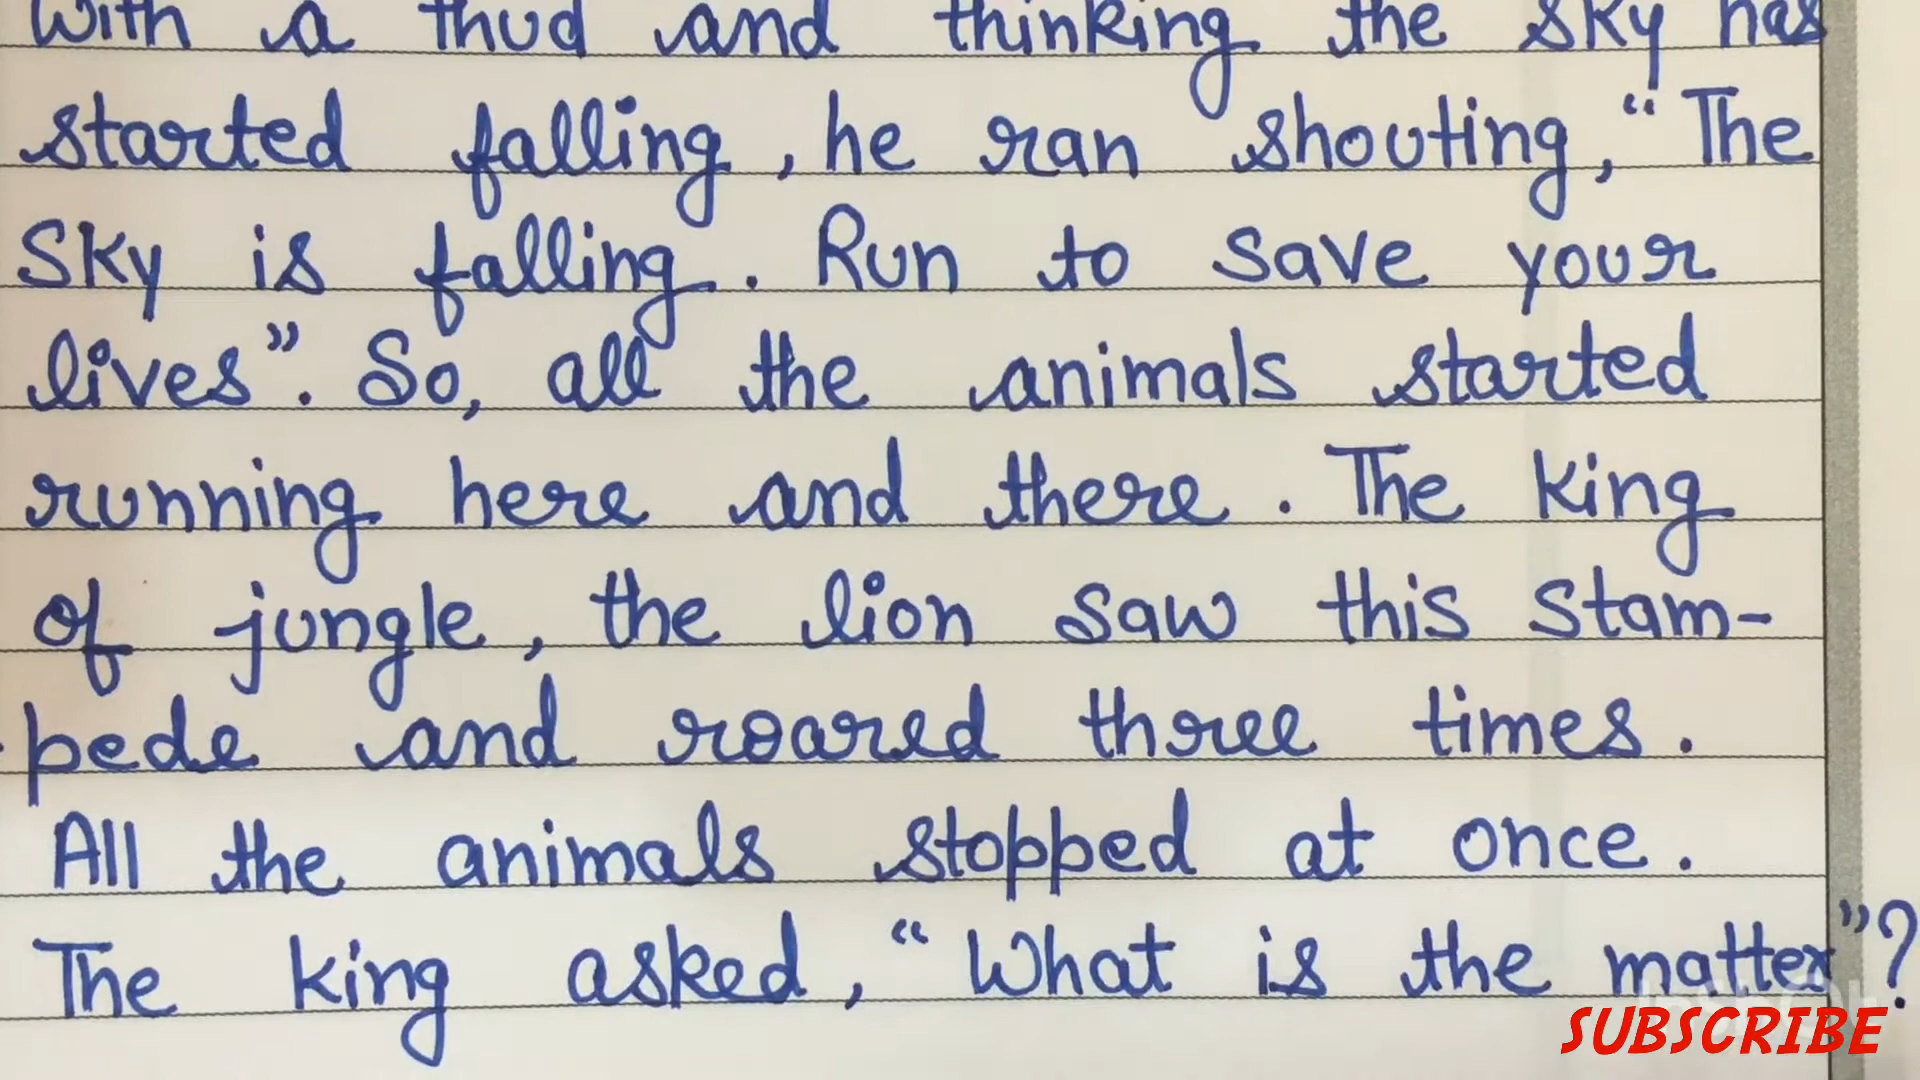 with a thud and thinking the sky has
started falling, he ran shouting, “The
Sky is falling. Run to save your
lives”. So, all the animals started
running here and there. The king
of jungle, the lion saw this stam-
pede and roared three times.
All the animals stopped at once.
The king asked, “What is the matter”?
SUBSCRIBE